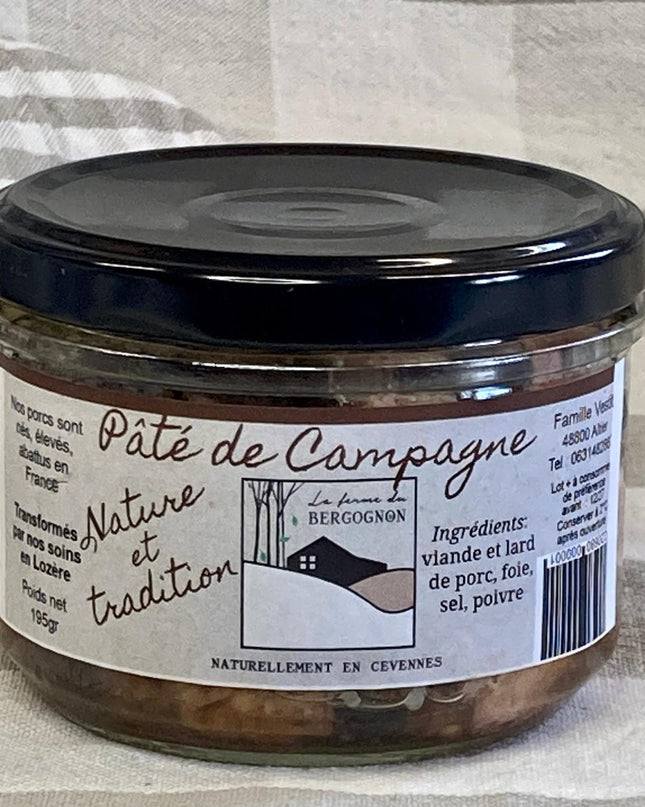 Pâté de Campagne
Nos porcs sont
nés, élevés,
abattus en
France
Transformés
par nos soins
en Lozère
Poids net
195gr
Nature
et
tradition
La ferme du
BERGOGNON
NATURELLEMENT EN CEVENNES
Ingrédients:
viande et lard
de porc, foie,
sel, poivre
Famille
48800
Tel
Lot + à consommer
de préférence
avant 12/27
Conserver à
après ouverture